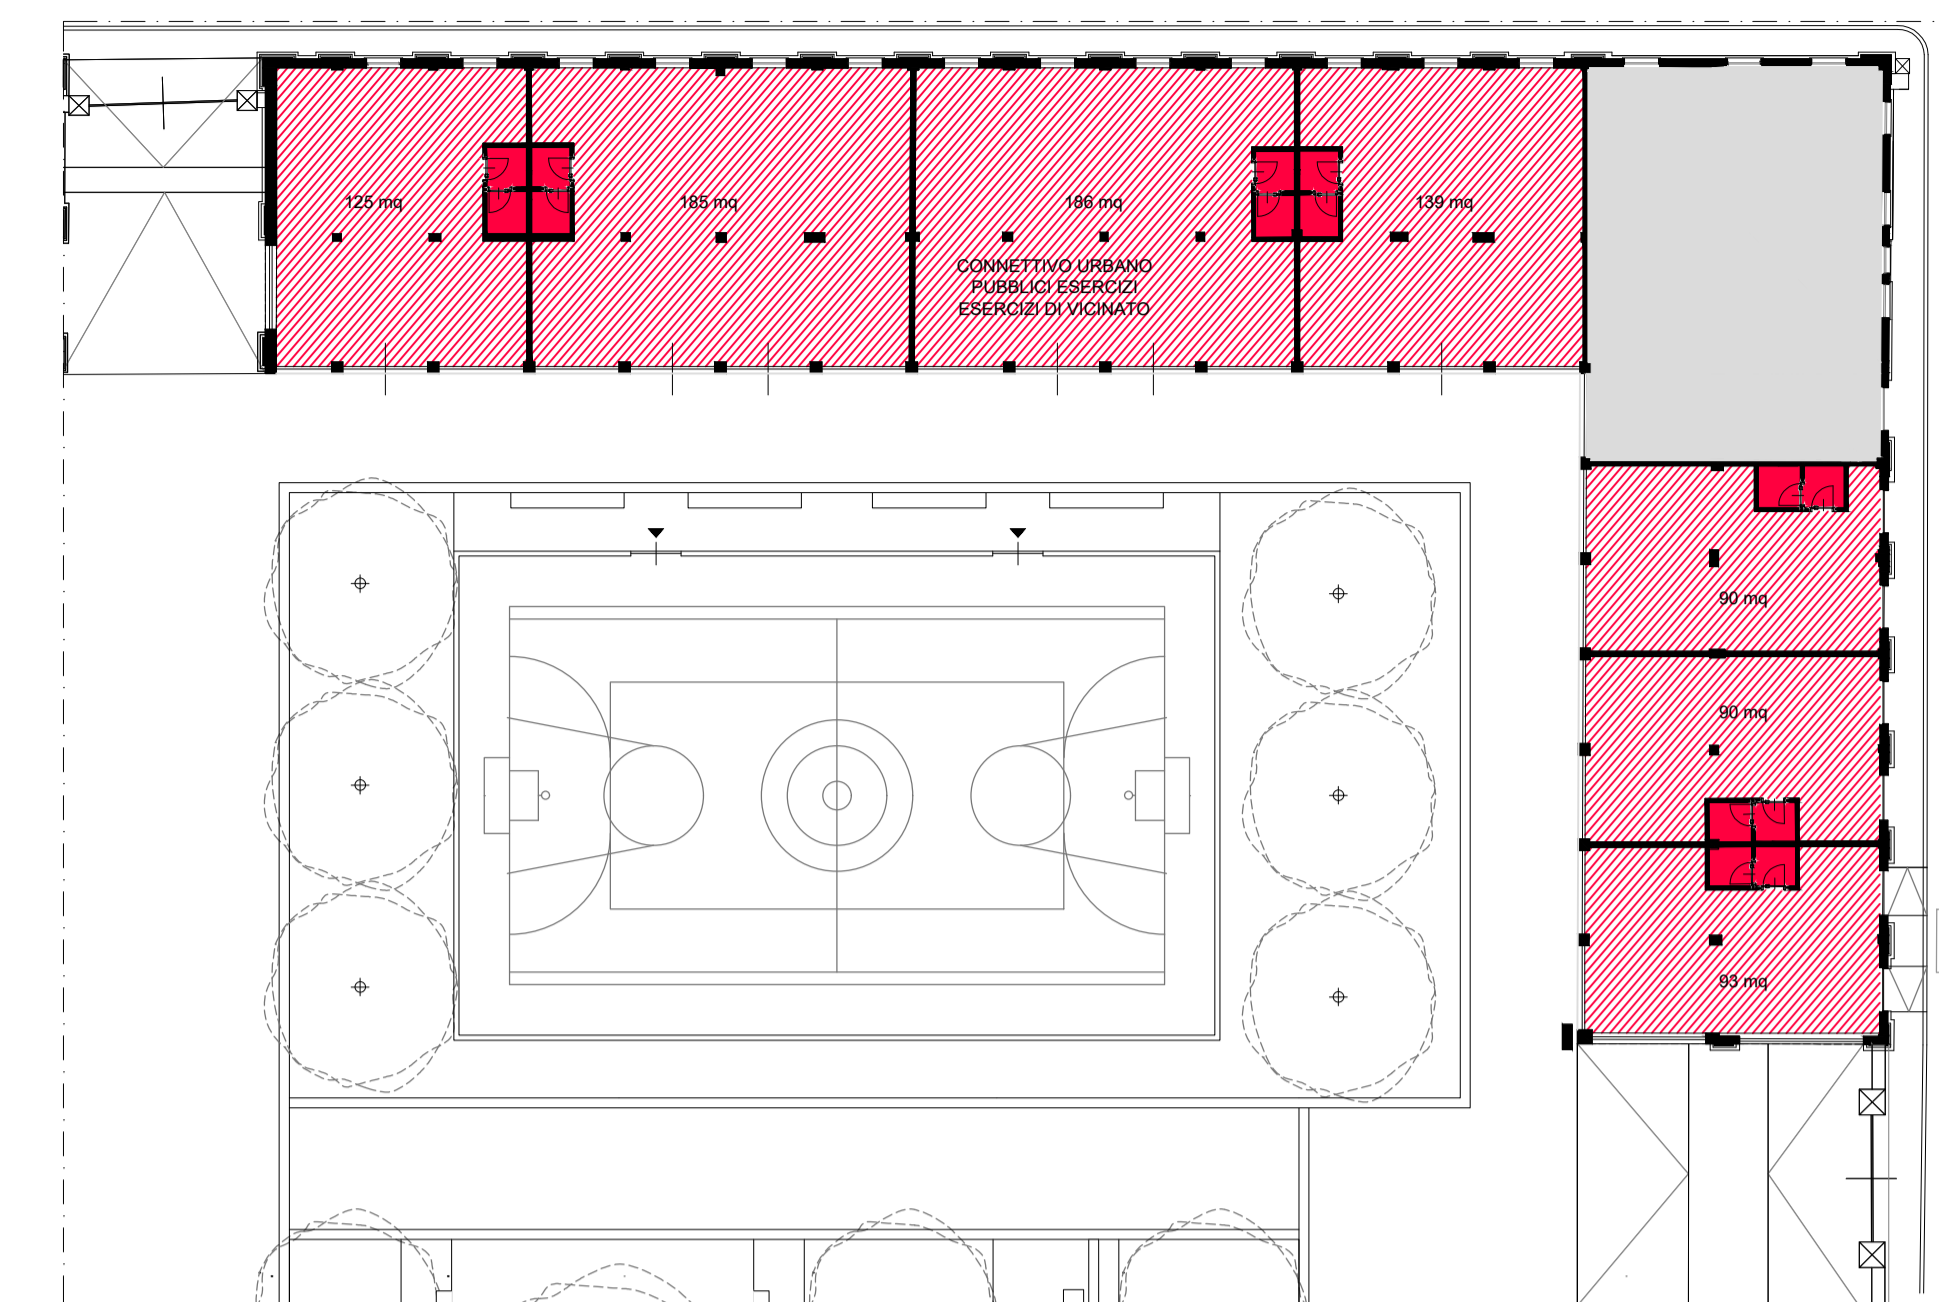 125 mq
185 mq
186 mq
139 mq
CONNETTIVO URBANO
PUBBLICI ESERCIZI
ESERCIZI DI VICINATO
90 mq
90 mq
93 mq